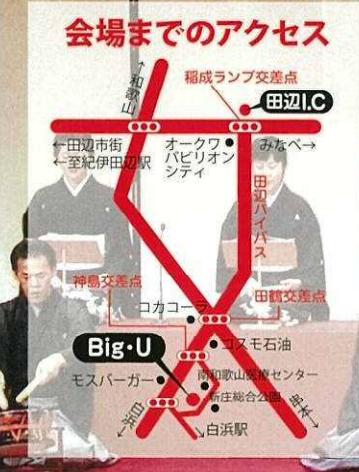 会場までのアクセス
←和歌山
稲成ランプ交差点
田辺I.C
←田辺市街
←至紀伊田辺駅
オークワ
パビリオン
シティ
みなべ→
田辺バイパス
神島交差点
田鶴交差点
コカコーラ
コスモ石油
Big・U
南和歌山医療センター
モスバーガー
新庄総合公園
白浜
白浜駅
串本